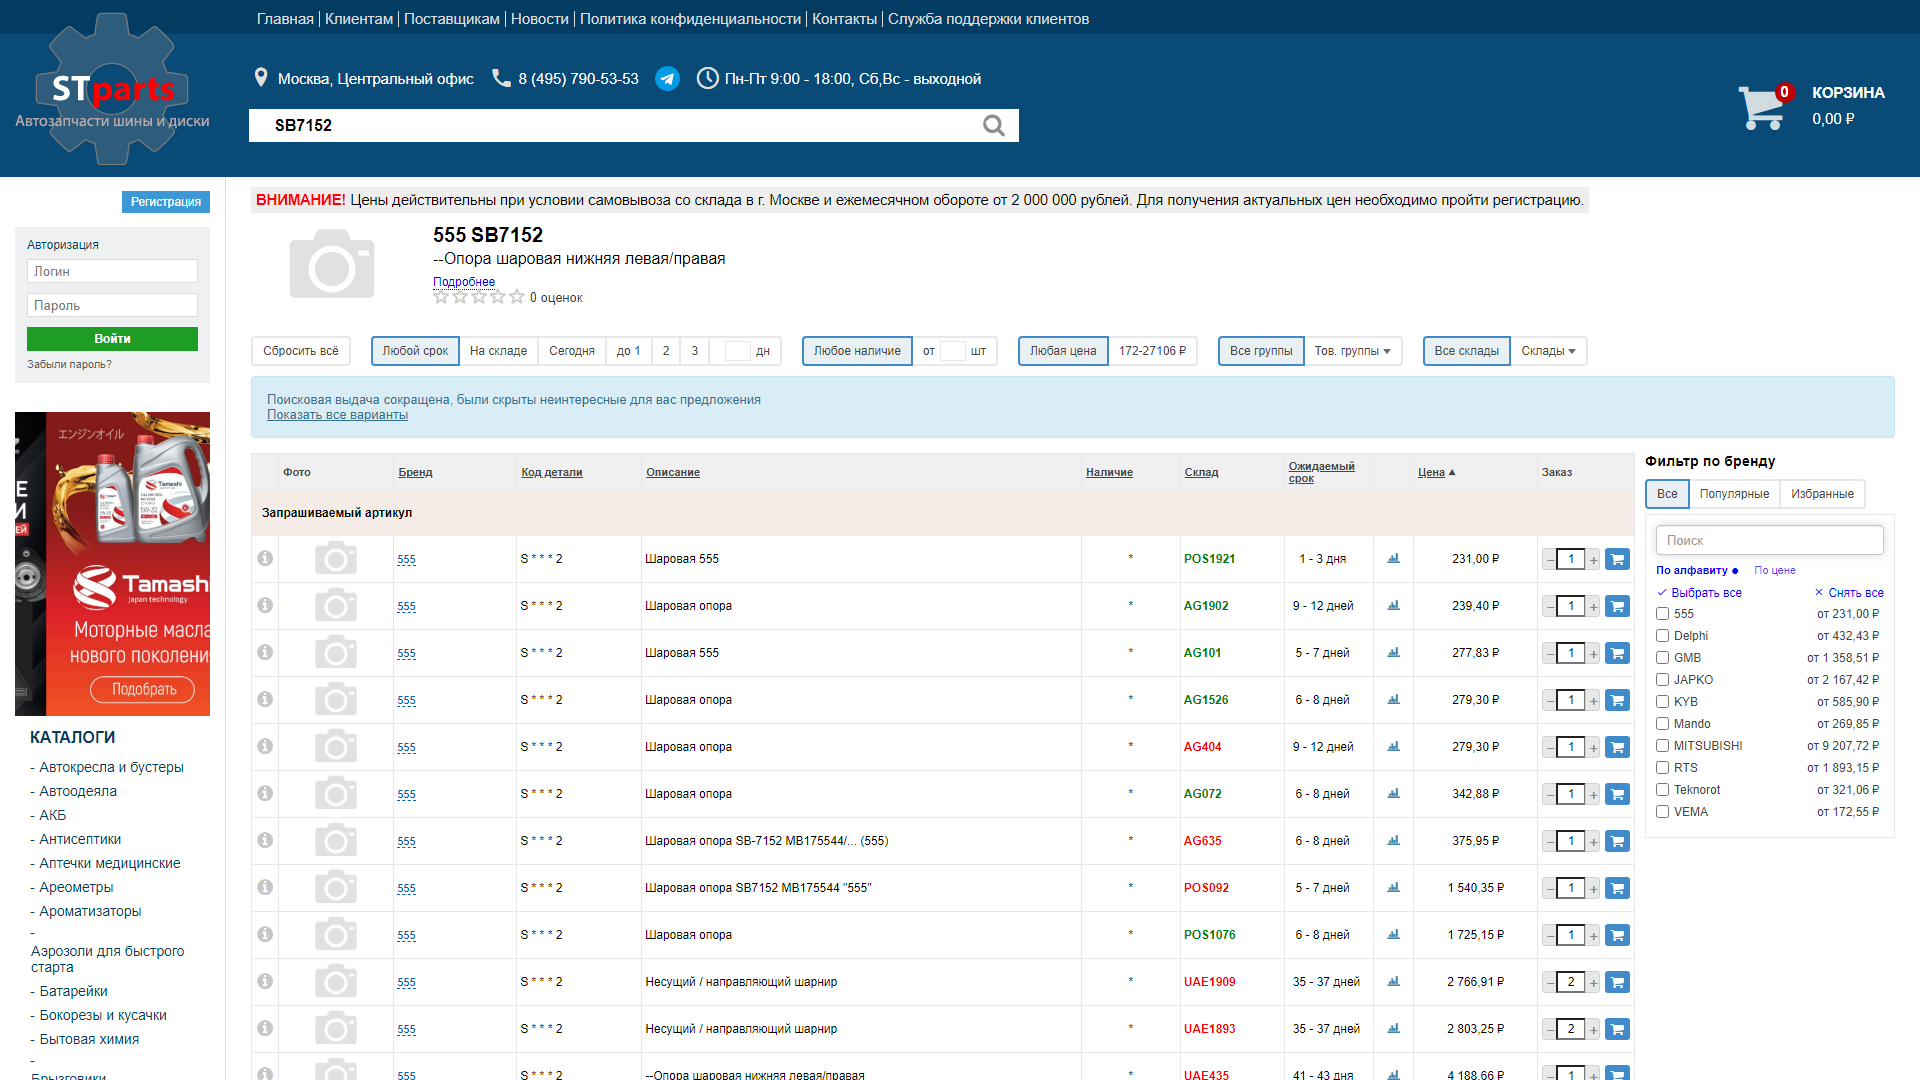 Главная | Клиентам | Поставщикам | Новости | Политика конфиденциальности | Контакты | Служба поддержки клиентов
STparts
Автозапчасти шины и диски
Москва, Центральный офис 8 (495) 790-53-53 Пн-Пт 9:00 - 18:00, Сб,Вс - выходной
SB7152
0 КОРЗИНА
0,00 ₽
Регистрация
Авторизация
Логин
Пароль
Войти
Забыли пароль?
エンジンオイル
Tamashi
Tamash
japan technology
Моторные масла
нового поколени
Подобрать
КАТАЛОГИ
- Автокресла и бустеры
- Автоодеяла
- АКБ
- Антисептики
- Аптечки медицинские
- Ареометры
- Ароматизаторы
-
Аэрозоли для быстрого
старта
- Батарейки
- Бокорезы и кусачки
- Бытовая химия
-
Брызговики
ВНИМАНИЕ! Цены действительны при условии самовывоза со склада в г. Москве и ежемесячном обороте от 2 000 000 рублей. Для получения актуальных цен необходимо пройти регистрацию.
555 SB7152
--Опора шаровая нижняя левая/правая
Подробнее
0 оценок
Сбросить всё Любой срок На складе Сегодня до 1 2 3 дн Любое наличие от шт Любая цена 172-27106 ₽ Все группы Тов. группы Все склады Склады
Поисковая выдача сокращена, были скрыты неинтересные для вас предложения
Показать все варианты
Фото Бренд Код детали Описание Наличие Склад Ожидаемый срок Цена Заказ
Запрашиваемый артикул
555 S * * * 2 Шаровая 555 * POS1921 1 - 3 дня 231,00 ₽ – 1 +
555 S * * * 2 Шаровая опора * AG1902 9 - 12 дней 239,40 ₽ – 1 +
555 S * * * 2 Шаровая 555 * AG101 5 - 7 дней 277,83 ₽ – 1 +
555 S * * * 2 Шаровая опора * AG1526 6 - 8 дней 279,30 ₽ – 1 +
555 S * * * 2 Шаровая опора * AG404 9 - 12 дней 279,30 ₽ – 1 +
555 S * * * 2 Шаровая опора * AG072 6 - 8 дней 342,88 ₽ – 1 +
555 S * * * 2 Шаровая опора SB-7152 MB175544/... (555) * AG635 6 - 8 дней 375,95 ₽ – 1 +
555 S * * * 2 Шаровая опора SB7152 MB175544 "555" * POS092 5 - 7 дней 1 540,35 ₽ – 1 +
555 S * * * 2 Шаровая опора * POS1076 6 - 8 дней 1 725,15 ₽ – 1 +
555 S * * * 2 Несущий / направляющий шарнир * UAE1909 35 - 37 дней 2 766,91 ₽ – 2 +
555 S * * * 2 Несущий / направляющий шарнир * UAE1893 35 - 37 дней 2 803,25 ₽ – 2 +
555 S * * * 2 --Опора шаровая нижняя левая/правая * UAE435 41 - 43 дня 4 188,66 ₽ – 1 +
Фильтр по бренду
Все Популярные Избранные
Поиск
По алфавиту По цене
Выбрать все Снять все
555 от 231,00 ₽
Delphi от 432,43 ₽
GMB от 1 358,51 ₽
JAPKO от 2 167,42 ₽
KYB от 585,90 ₽
Mando от 269,85 ₽
MITSUBISHI от 9 207,72 ₽
RTS от 1 893,15 ₽
Teknorot от 321,06 ₽
VEMA от 172,55 ₽